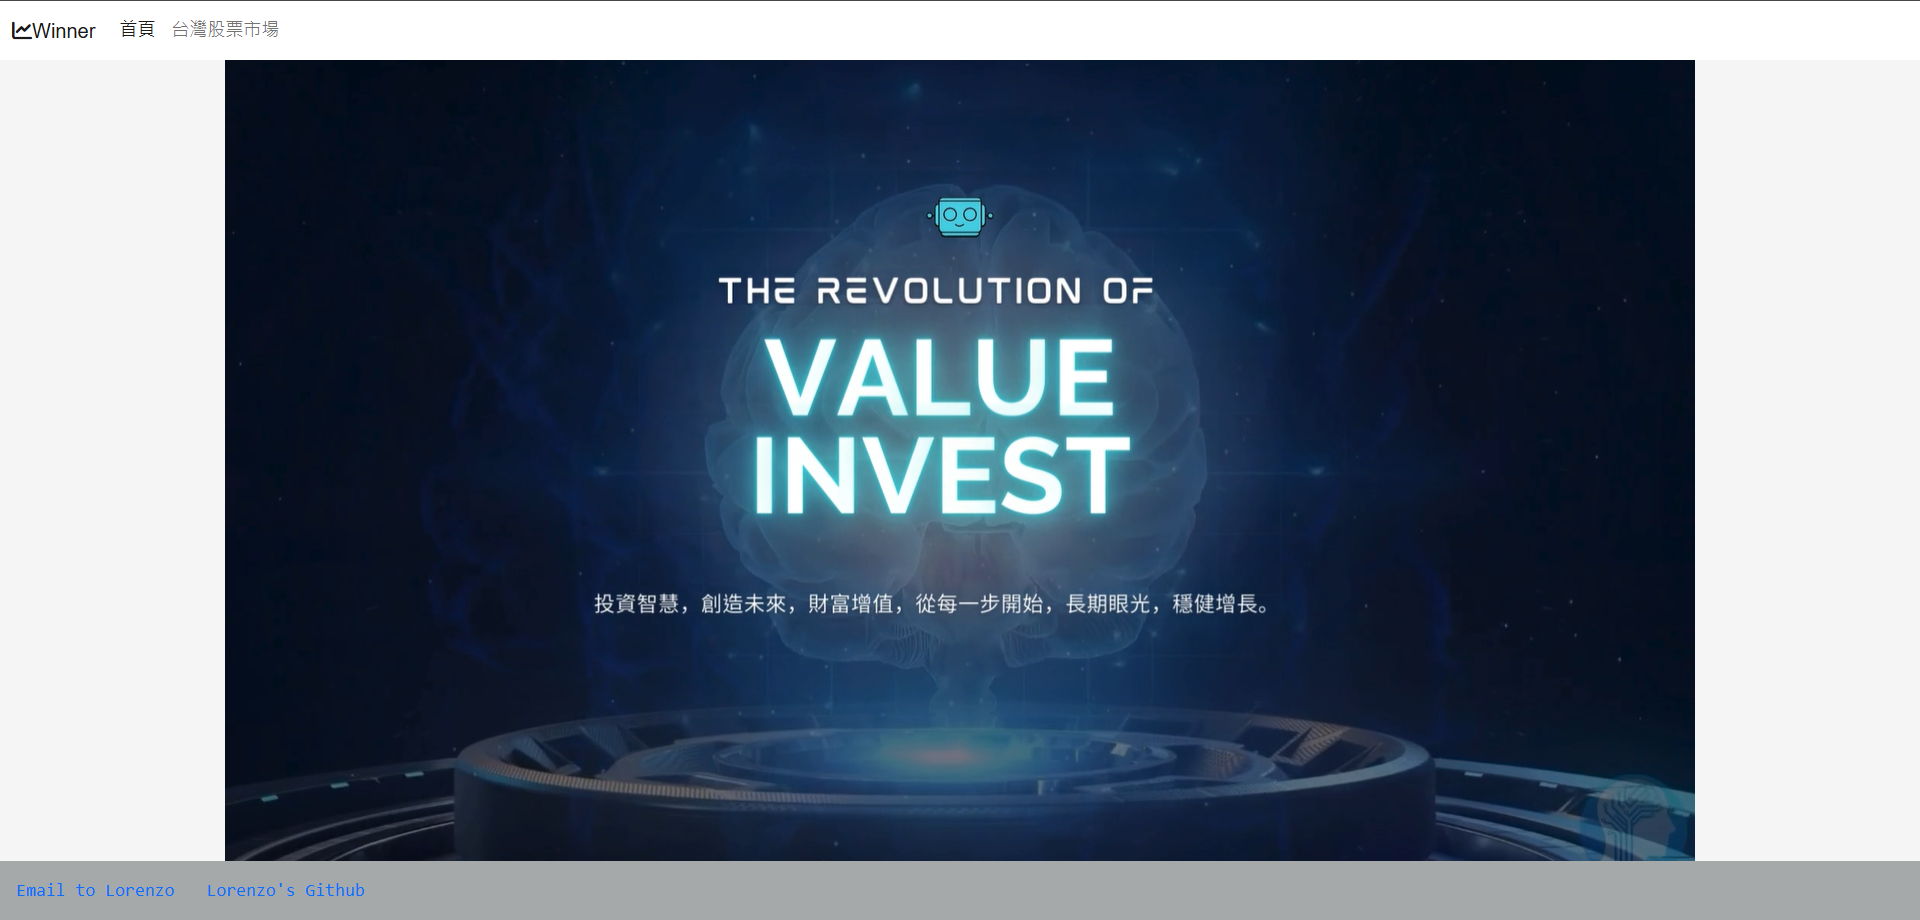 Winner 首頁 台灣股票市場
THE REVOLUTION OF
VALUE
INVEST
投資智慧，創造未來，財富增值，從每一步開始，長期眼光，穩健增長。
Email to Lorenzo Lorenzo's Github